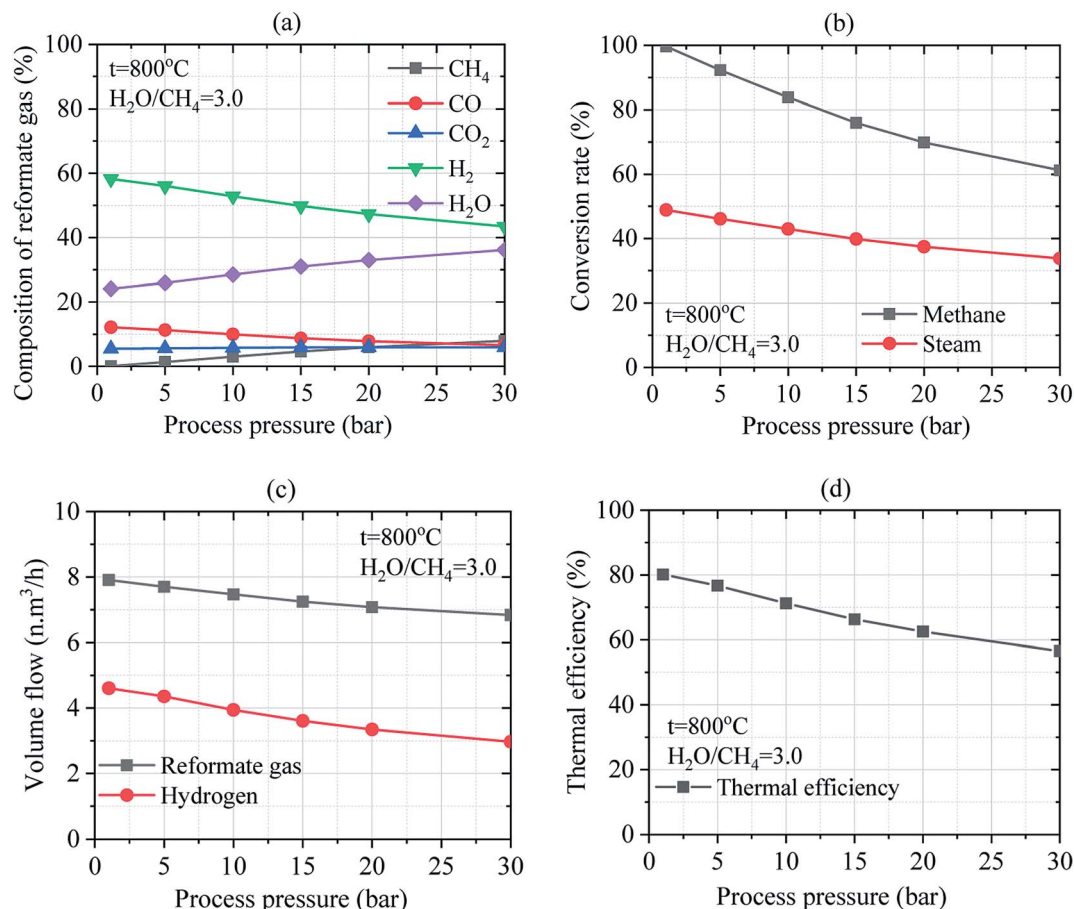 (a)
Composition of reformate gas (%)
100
80
60
40
20
0
t=800°C
H₂O/CH₄=3.0
CH₄
CO
CO₂
H₂
H₂O
0 5 10 15 20 25 30
Process pressure (bar)
(b)
Conversion rate (%)
100
80
60
40
20
0
t=800°C
H₂O/CH₄=3.0
Methane
Steam
0 5 10 15 20 25 30
Process pressure (bar)
(c)
Volume flow (n.m³/h)
10
8
6
4
2
0
t=800°C
H₂O/CH₄=3.0
Reformate gas
Hydrogen
0 5 10 15 20 25 30
Process pressure (bar)
(d)
Thermal efficiency (%)
100
80
60
40
20
0
t=800°C
H₂O/CH₄=3.0
Thermal efficiency
0 5 10 15 20 25 30
Process pressure (bar)